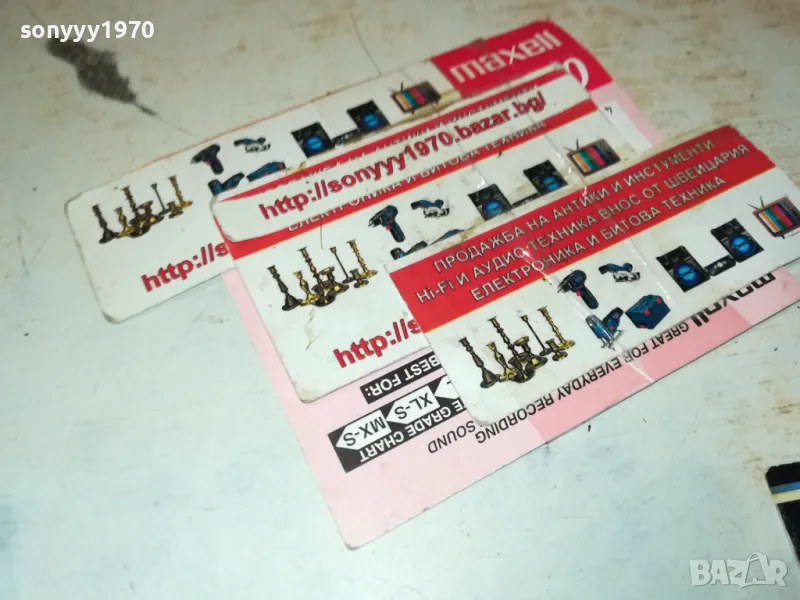 sonyyy1970
maxell
http://sonyyy1970.bazar.bg/
ЕЛЕКТРОНИКА И БИТОВА ТЕХНИКА
http://s
http://s
ПРОДАЖБА НА АНТИКИ И ИНСТУМЕНТИ
Hi-Fi И АУДИО ТЕХНИКА ВНОС ОТ ШВЕЙЦАРИЯ
ЕЛЕКТРОНИКА И БИТОВА ТЕХНИКА
maxell GREAT FOR EVERYDAY RECORDING
SOUND
GRADE CHART
BEST FOR:
XL-S
MX-S
BAZAR